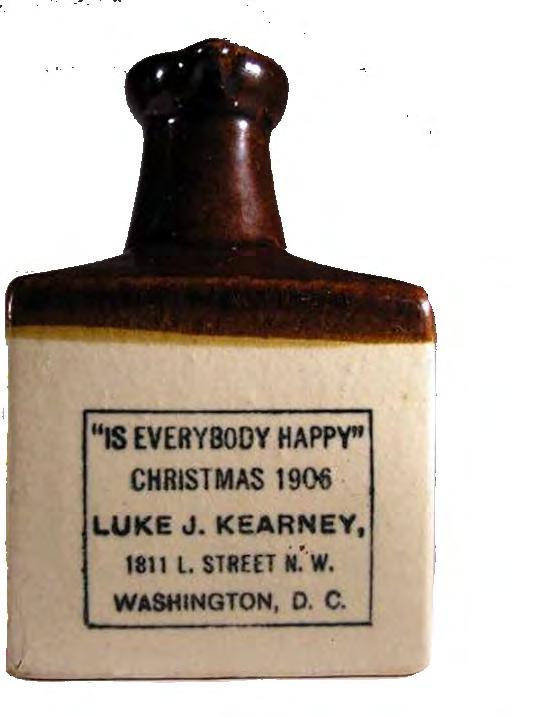 "IS EVERYBODY HAPPY"
CHRISTMAS 1906
LUKE J. KEARNEY,
1811 L. STREET N. W.
WASHINGTON, D. C.